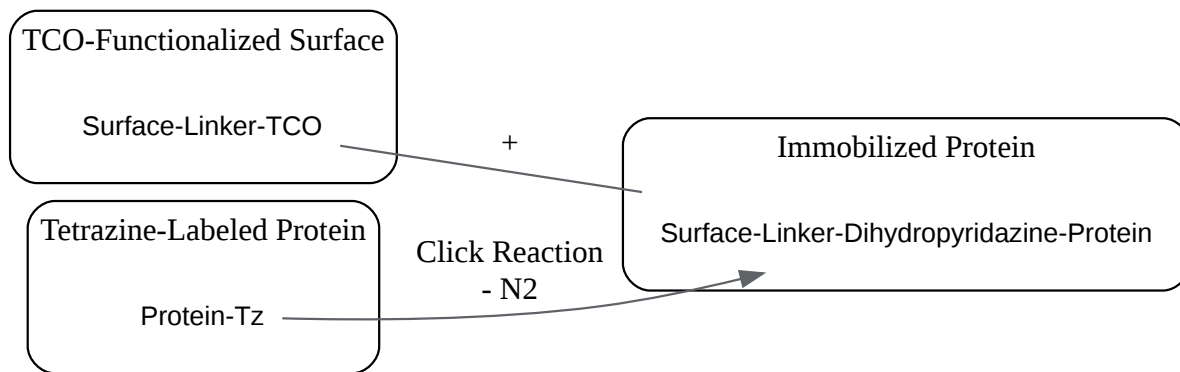 TCO-Functionalized Surface
Surface-Linker-TCO
+
Immobilized Protein
Surface-Linker-Dihydropyridazine-Protein
Tetrazine-Labeled Protein
Protein-Tz
Click Reaction
- N2